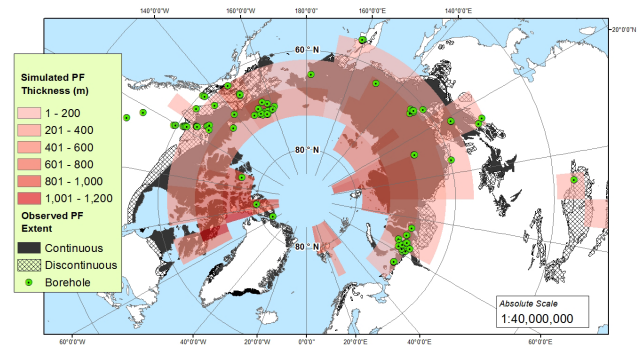 140°0'0"W 160°0'0"W 180°0'0" 160°0'0"E 140°0'0"E
20°0'0"N
60° N
Simulated PF
Thickness (m)
1 - 200
201 - 400
401 - 600
601 - 800
801 - 1,000
1,001 - 1,200
Observed PF
Extent
Continuous
Discontinuous
Borehole
80° N
80° N
Absolute Scale
1:40,000,000
60°0'0"W 40°0'0"W 20°0'0"W 0°0'0" 20°0'0"E 40°0'0"E 60°0'0"E